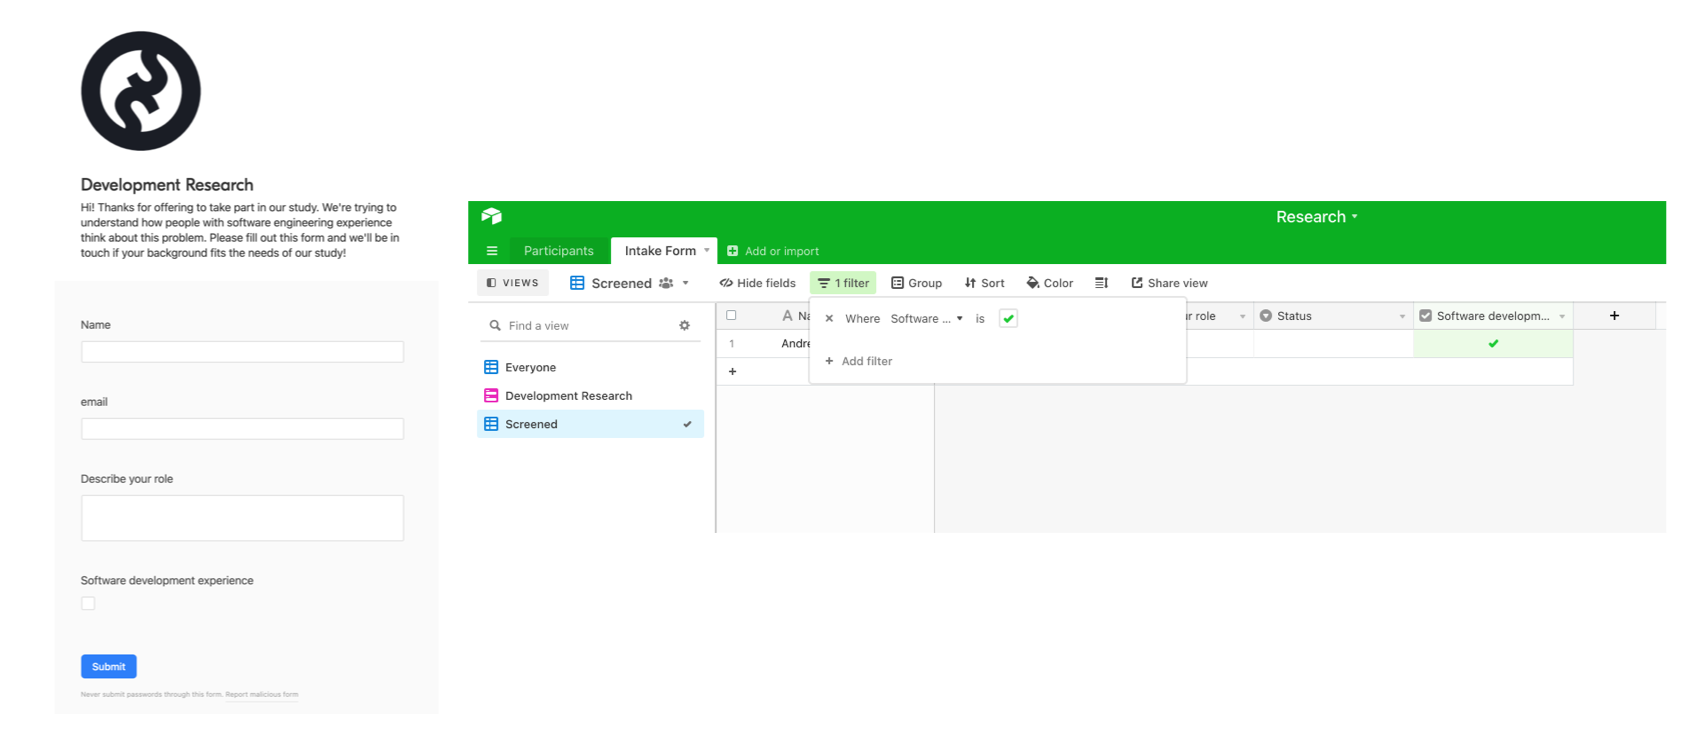 Development Research
Hi! Thanks for offering to take part in our study. We're trying to
understand how people with software engineering experience
think about this problem. Please fill out this form and we'll be in
touch if your background fits the needs of our study!
Name
email
Describe your role
Software development experience
Submit
Never submit passwords through this form. Report malicious form
Research
Participants
Intake Form
Add or import
VIEWS
Screened
Hide fields
1 filter
Group
Sort
Color
Share view
Find a view
Everyone
Development Research
Screened
A Na
Where Software ... is
+ Add filter
ur role
Status
Software developm...
+
1
Andre
+